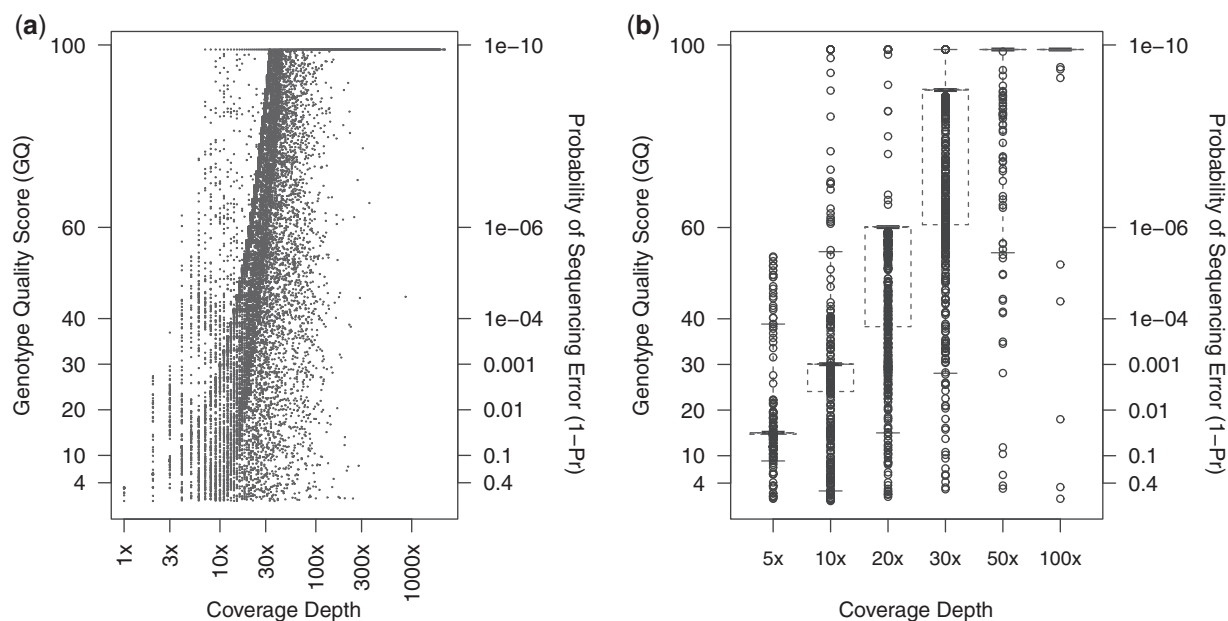 (a)
100
60
40
30
20
10
4
Genotype Quality Score (GQ)
1e−10
1e−06
1e−04
0.001
0.01
0.1
0.4
Probability of Sequencing Error (1−Pr)
1x
3x
10x
30x
100x
300x
1000x
Coverage Depth
(b)
100
60
40
30
20
10
4
Genotype Quality Score (GQ)
1e−10
1e−06
1e−04
0.001
0.01
0.1
0.4
Probability of Sequencing Error (1−Pr)
5x
10x
20x
30x
50x
100x
Coverage Depth